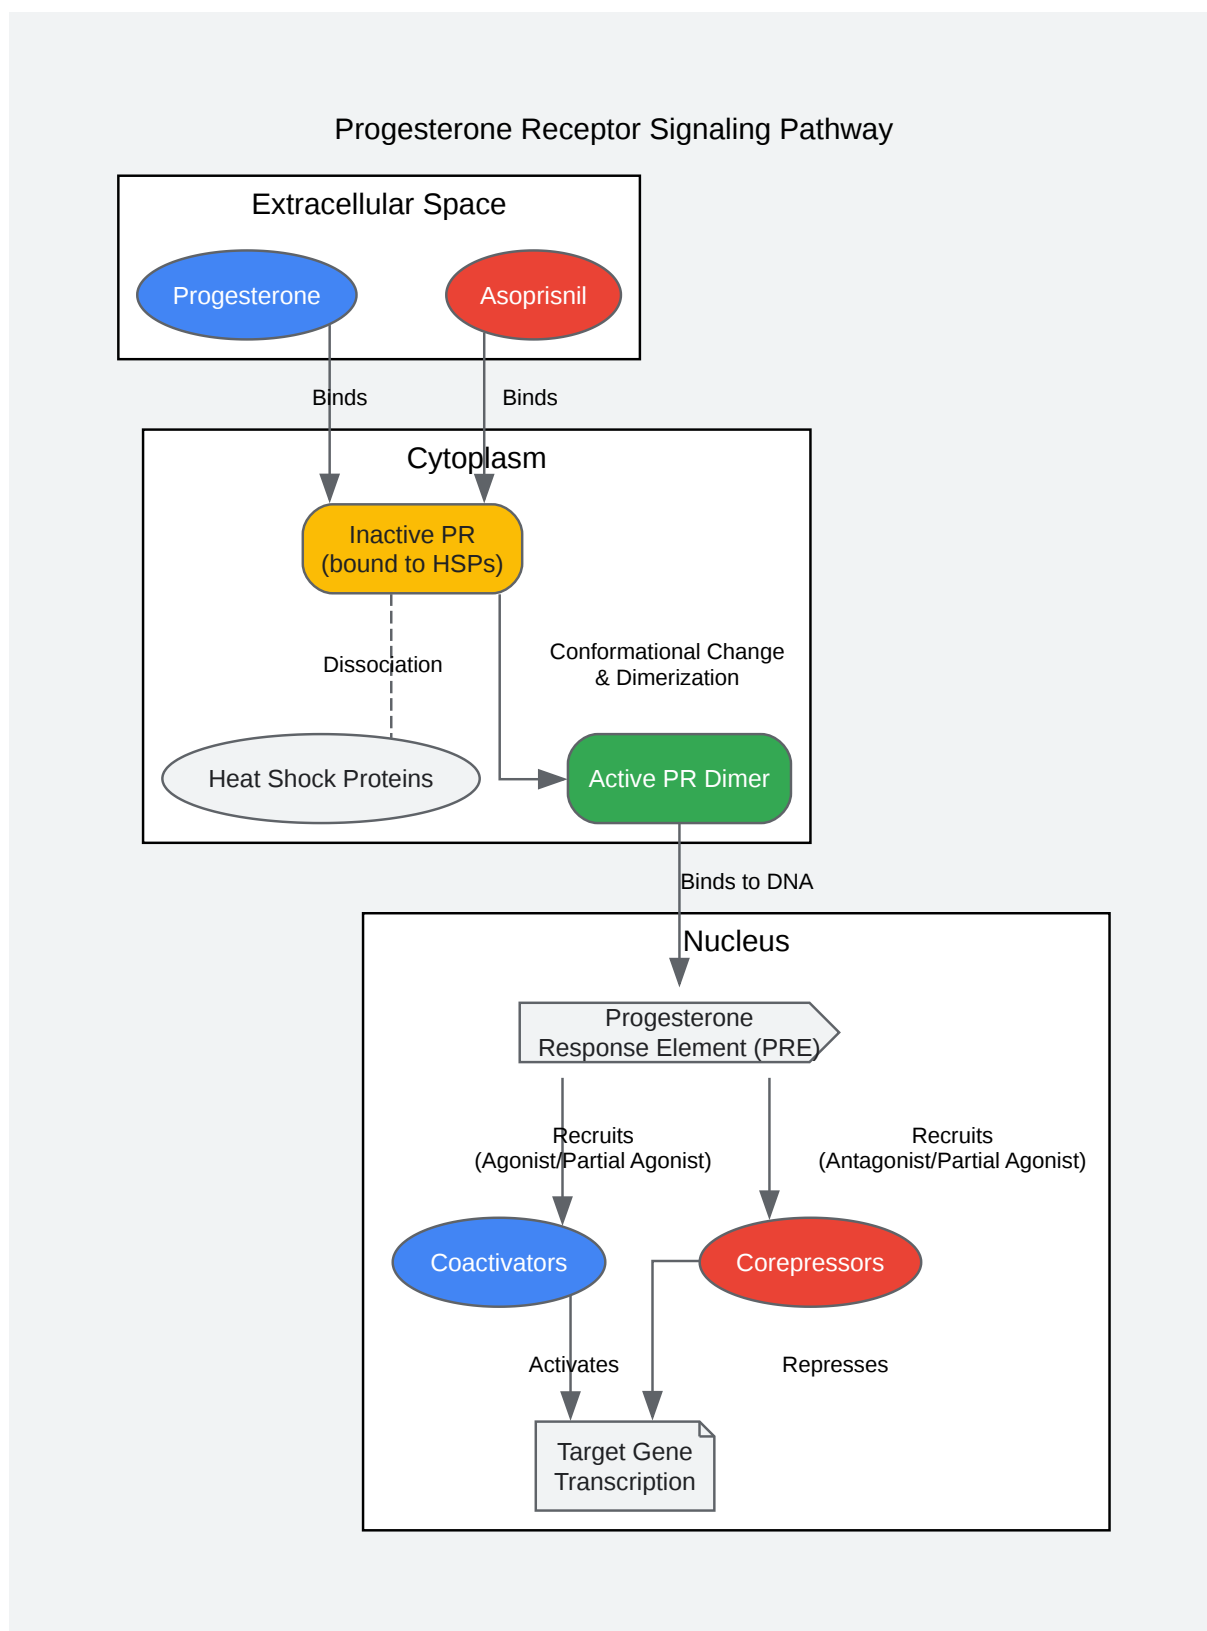 Progesterone Receptor Signaling Pathway
Extracellular Space
Progesterone
Asoprisnil
Binds
Binds
Cytoplasm
Inactive PR
(bound to HSPs)
Dissociation
Conformational Change
& Dimerization
Heat Shock Proteins
Active PR Dimer
Binds to DNA
Nucleus
Progesterone
Response Element (PRE)
Recruits
(Agonist/Partial Agonist)
Recruits
(Antagonist/Partial Agonist)
Coactivators
Corepressors
Activates
Represses
Target Gene
Transcription